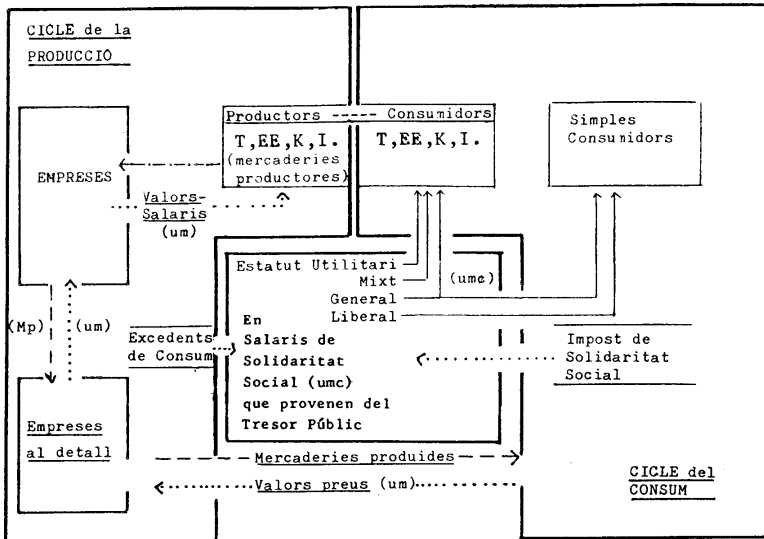 CICLE de la
PRODUCCIÓ
Productors ----- Consumidors
T,EE,K,I.
(mercaderies
productores)
T,EE,K,I.
Simples
Consumidors
EMPRESES
Valors-
Salaris
(um)
Estatut Utilitari
Mixt
General
Liberal
(umc)
(Mp)
(um)
Excedents
de Consum
En
Salaris de
Solidaritat
Social (umc)
que provenen del
Tresor Públic
Impost de
Solidaritat
Social
Empreses
al detall
Mercaderies produides
Valors preus (um)
CICLE del
CONSUM